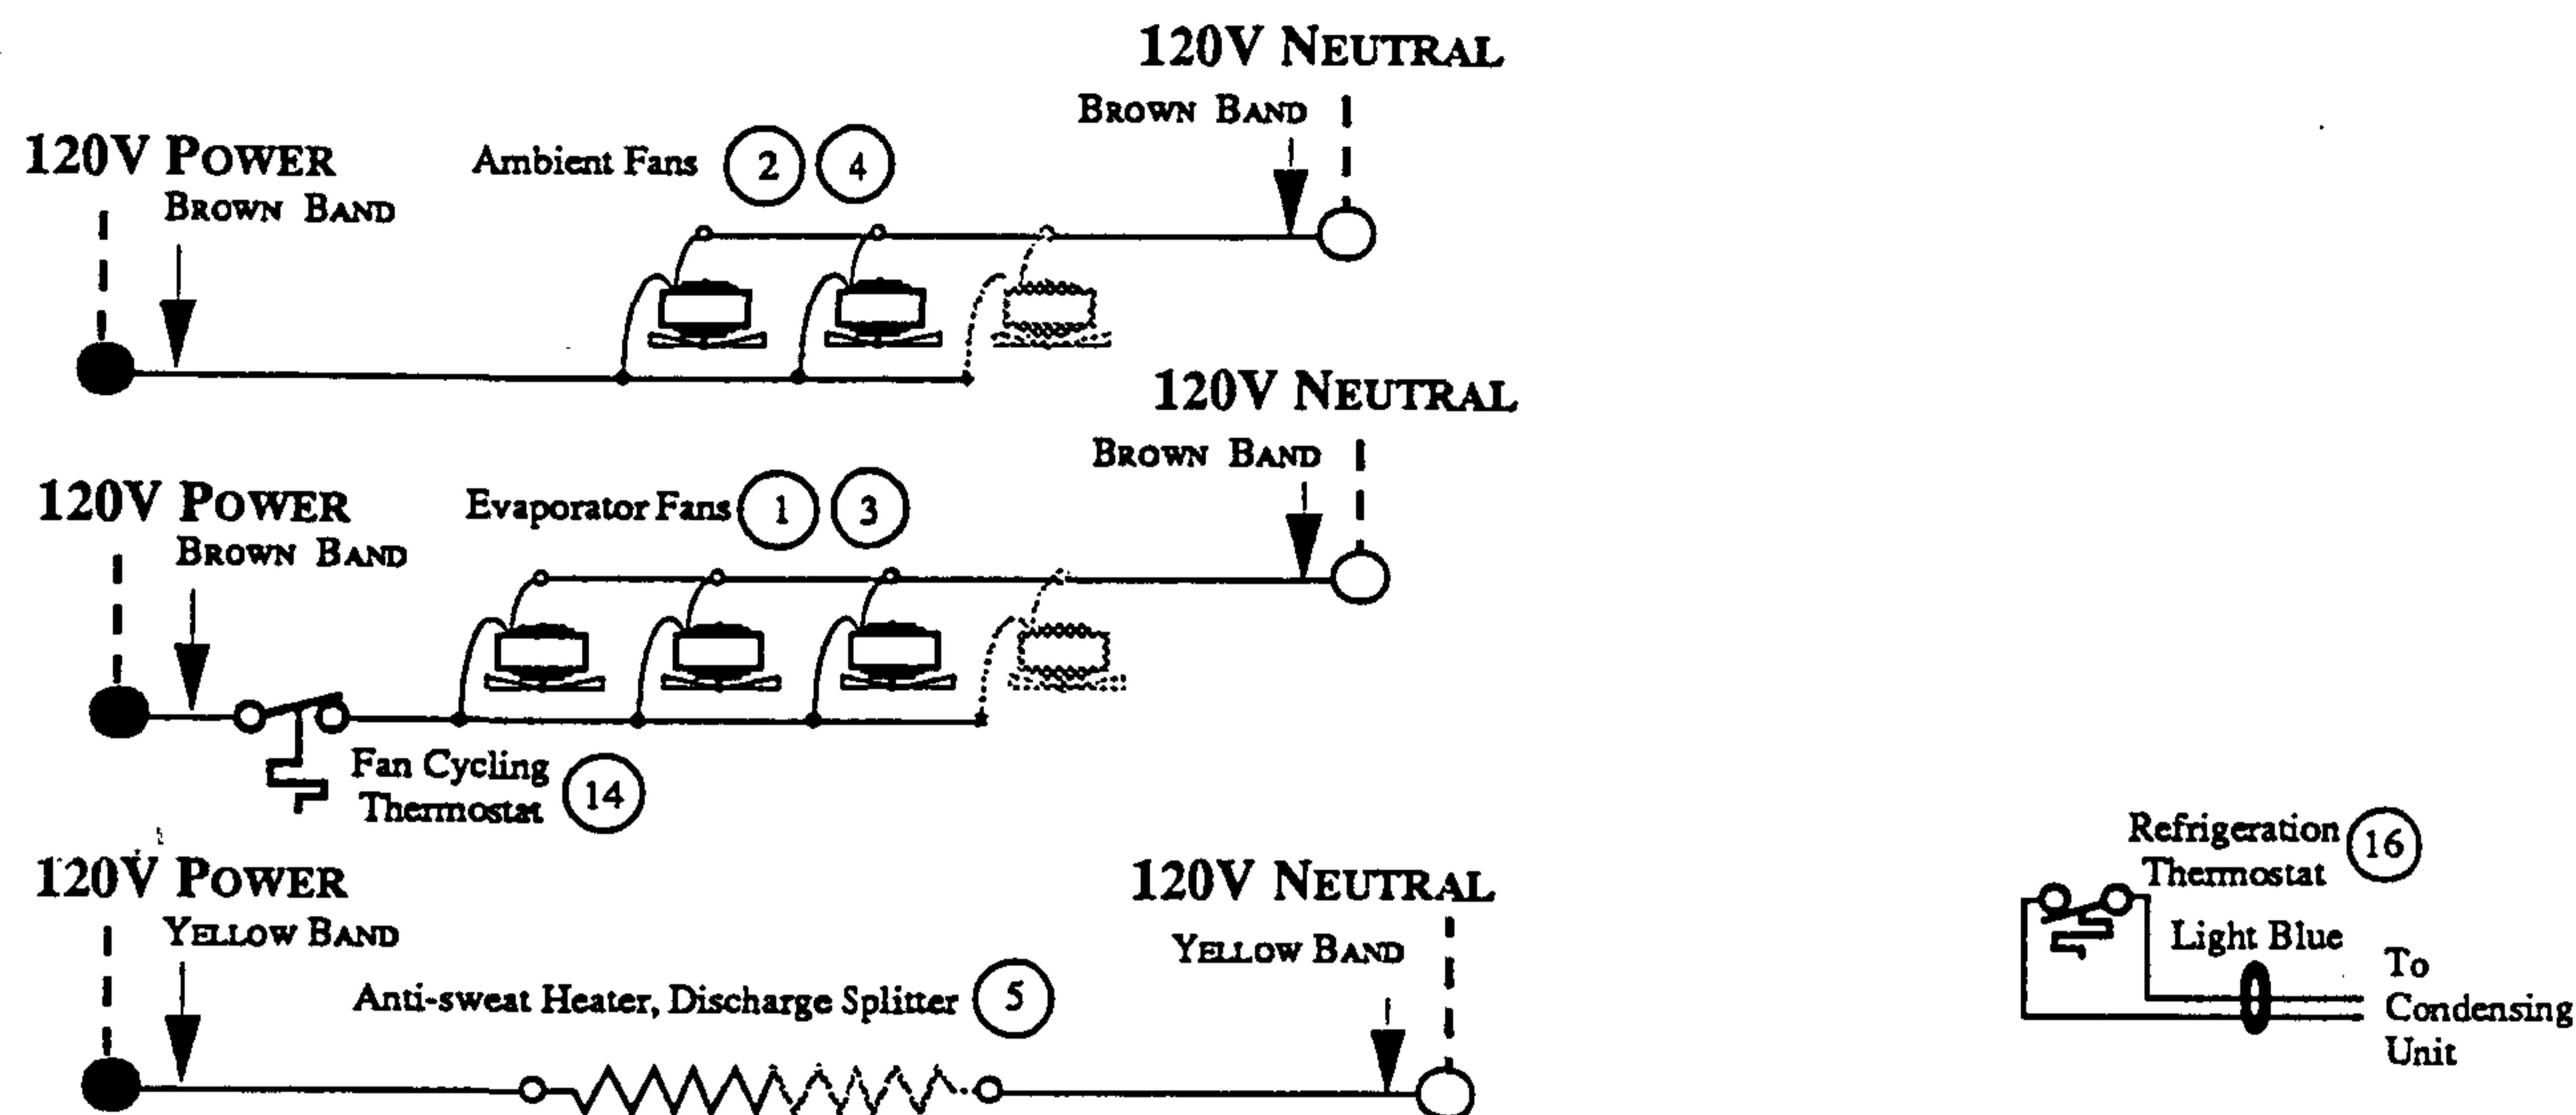 120V NEUTRAL
BROWN BAND
120V POWER
BROWN BAND
Ambient Fans 2 4
120V NEUTRAL
BROWN BAND
120V POWER
BROWN BAND
Evaporator Fans 1 3
Fan Cycling
Thermostat 14
120V POWER
YELLOW BAND
120V NEUTRAL
YELLOW BAND
Anti-sweat Heater, Discharge Splitter 5
Refrigeration
Thermostat 16
Light Blue
To
Condensing
Unit